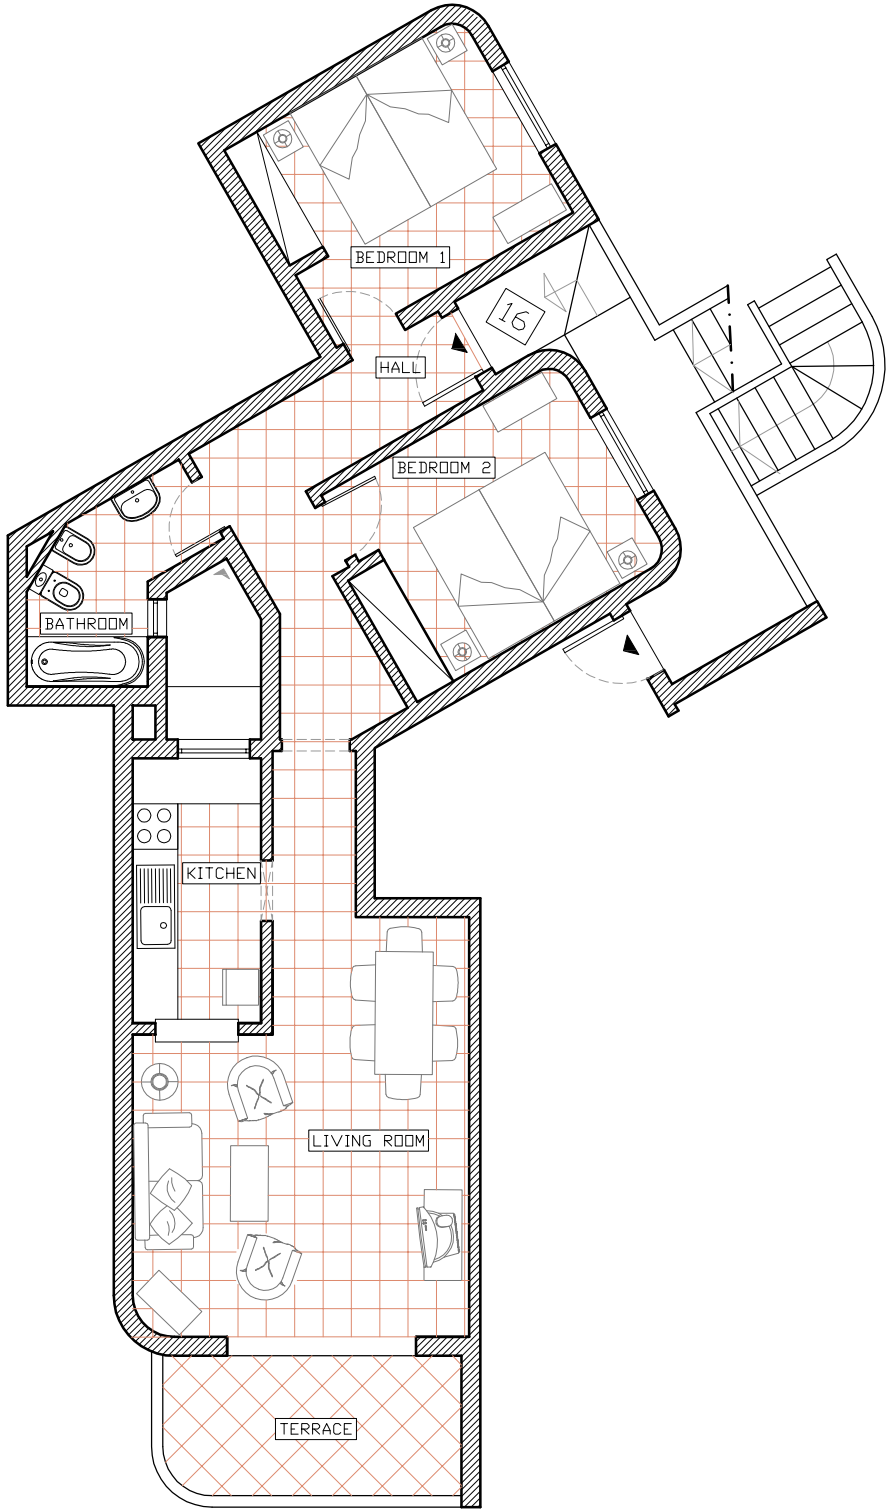 BEDROOM 1
16
HALL
BEDROOM 2
BATHROOM
KITCHEN
LIVING ROOM
TERRACE